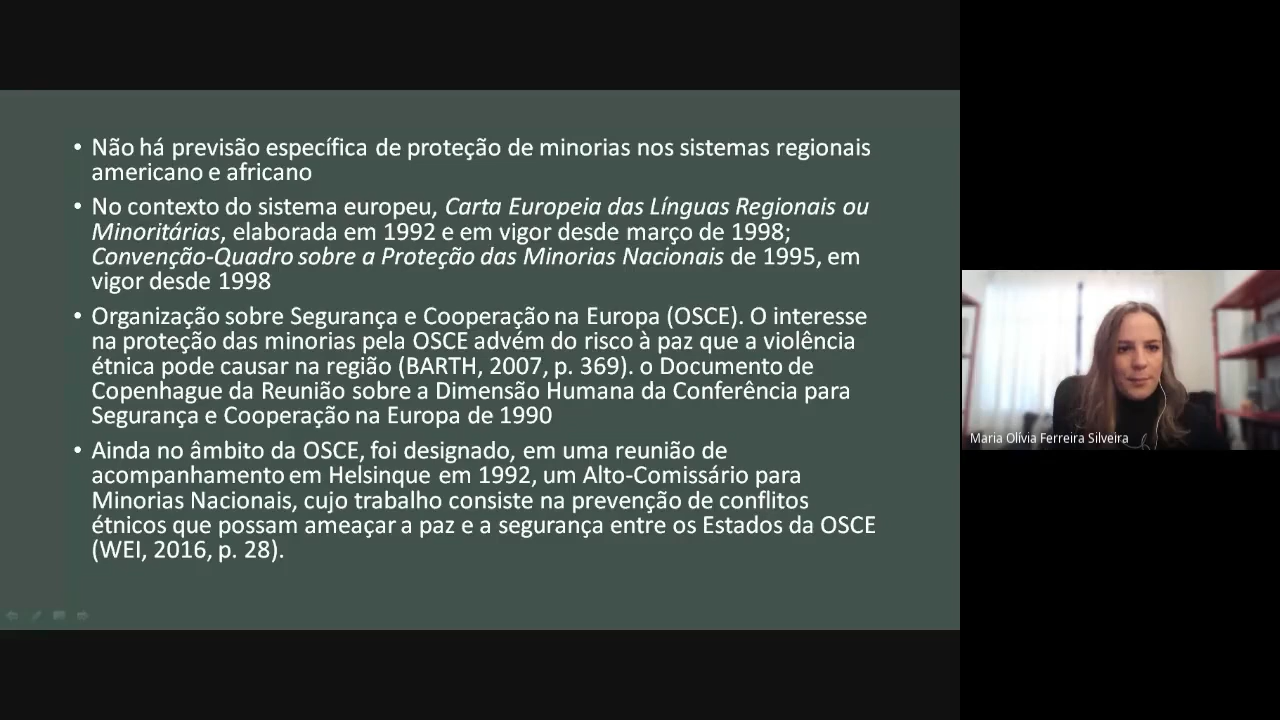 • Não há previsão específica de proteção de minorias nos sistemas regionais
americano e africano
• No contexto do sistema europeu, Carta Europeia das Línguas Regionais ou
Minoritárias, elaborada em 1992 e em vigor desde março de 1998;
Convenção-Quadro sobre a Proteção das Minorias Nacionais de 1995, em
vigor desde 1998
• Organização sobre Segurança e Cooperação na Europa (OSCE). O interesse
na proteção das minorias pela OSCE advém do risco à paz que a violência
étnica pode causar na região (BARTH, 2007, p. 369). o Documento de
Copenhague da Reunião sobre a Dimensão Humana da Conferência para
Segurança e Cooperação na Europa de 1990
• Ainda no âmbito da OSCE, foi designado, em uma reunião de
acompanhamento em Helsinque em 1992, um Alto-Comissário para
Minorias Nacionais, cujo trabalho consiste na prevenção de conflitos
étnicos que possam ameaçar a paz e a segurança entre os Estados da OSCE
(WEI, 2016, p. 28).
Maria Olívia Ferreira Silveira